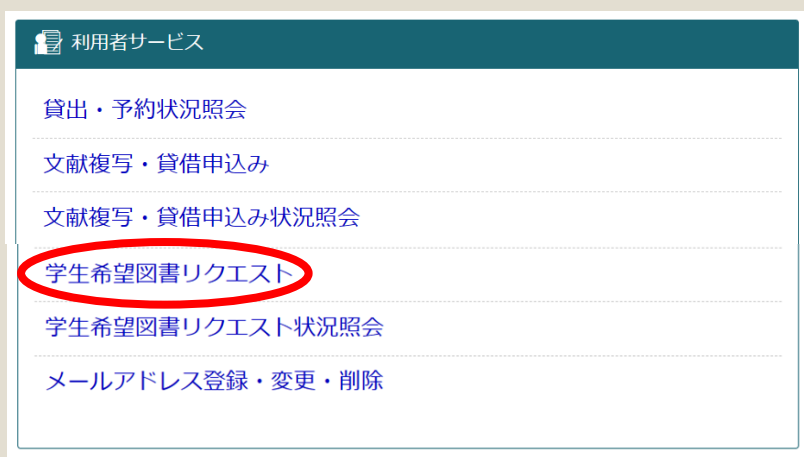 利用者サービス
貸出・予約状況照会
文献複写・貸借申込み
文献複写・貸借申込み状況照会
学生希望図書リクエスト
学生希望図書リクエスト状況照会
メールアドレス登録・変更・削除